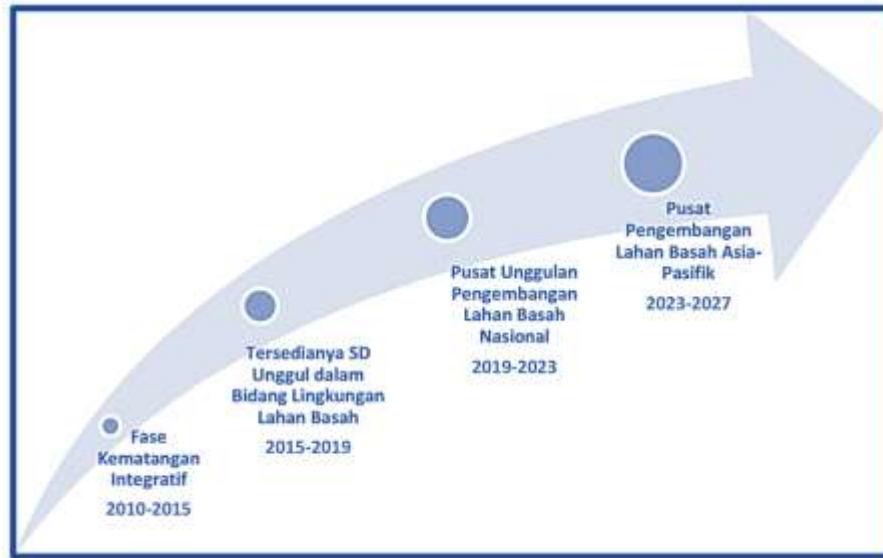 Fase
Kematangan
Integratif
2010-2015
Tersedianya SD
Unggul dalam
Bidang Lingkungan
Lahan Basah
2015-2019
Pusat Unggulan
Pengembangan
Lahan Basah
Nasional
2019-2023
Pusat
Pengembangan
Lahan Basah Asia-
Pasifik
2023-2027